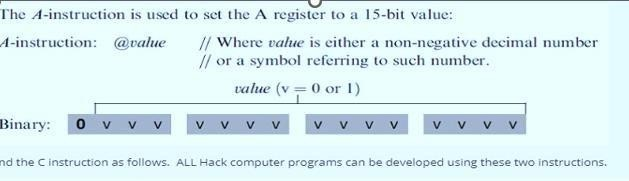 The A-instruction is used to set the A register to a 15-bit value:
A-instruction: @value // Where value is either a non-negative decimal number
// or a symbol referring to such number.
value (v = 0 or 1)
Binary: 0 v v v v v v v v v v v v v v v
nd the C instruction as follows. ALL Hack computer programs can be developed using these two instructions.